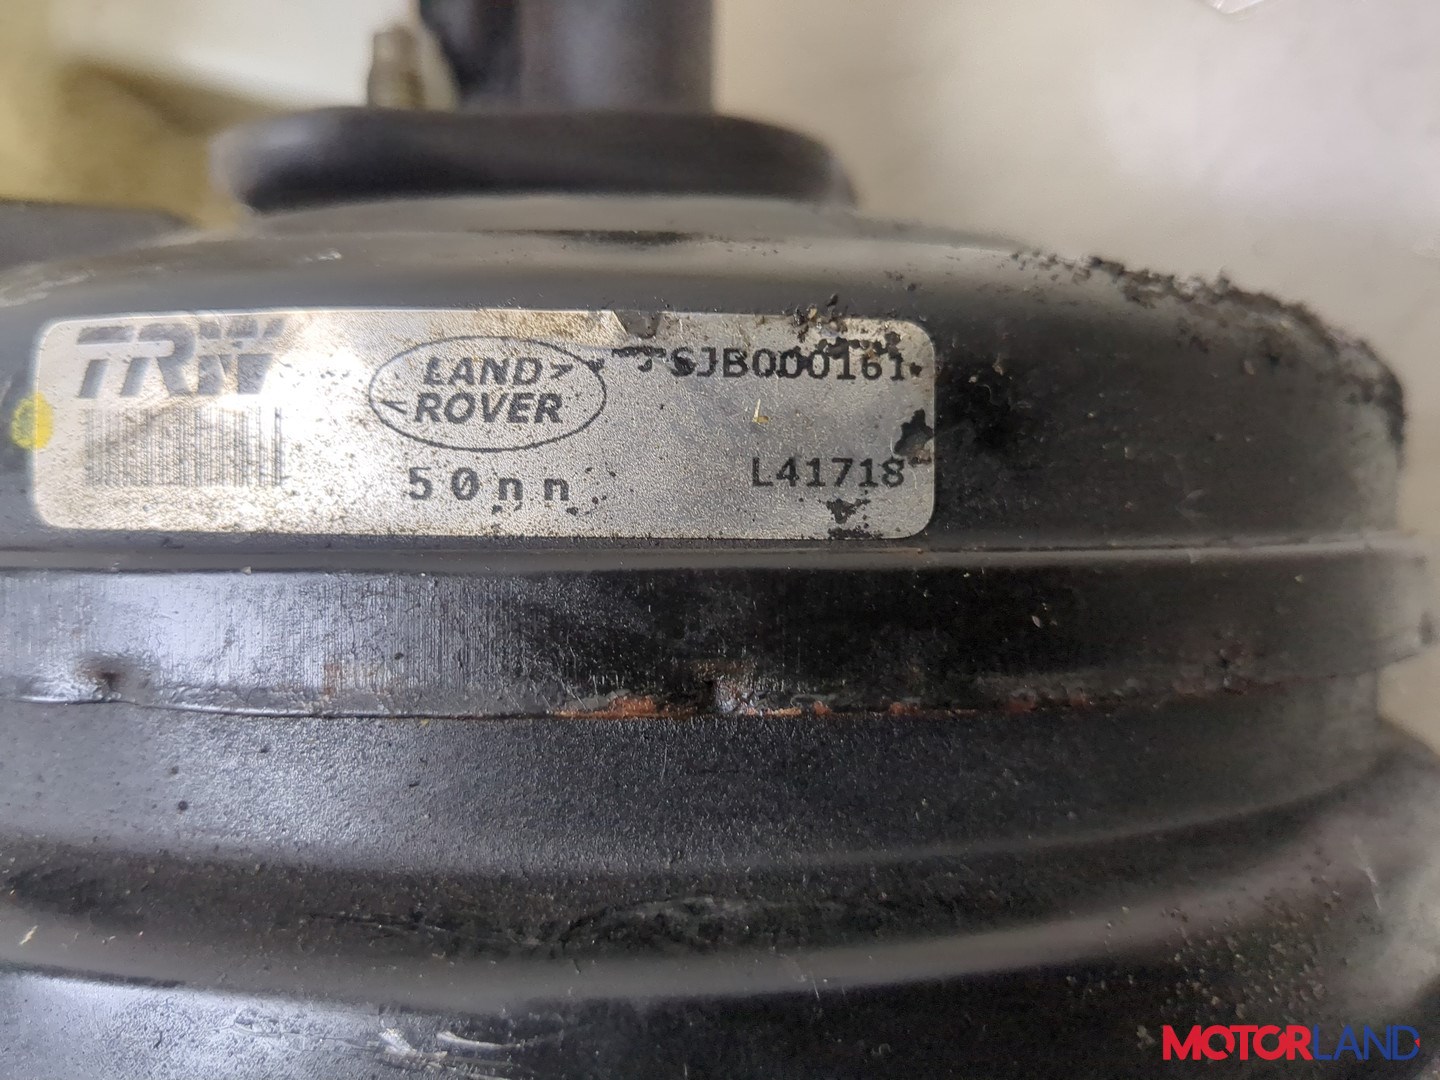 TRW
LAND
ROVER
SJB000161
50nn
L41718
MOTORLAND